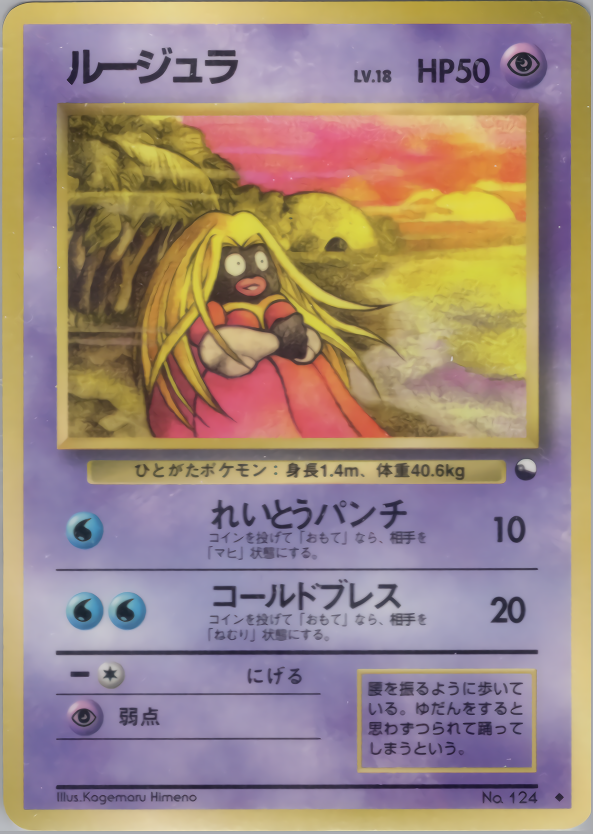 ルージュラ LV.18 HP50
ひとがたポケモン：身長1.4m、体重40.6kg
れいとうパンチ 10
コインを投げて「おもて」なら、相手を
「マヒ」状態にする。
コールドブレス 20
コインを投げて「おもて」なら、相手を
「ねむり」状態にする。
にげる
弱点
腰を振るように歩いて
いる。ゆだんをすると
思わずつられて踊って
しまうという。
Illus.Kagemaru Himeno No. 124